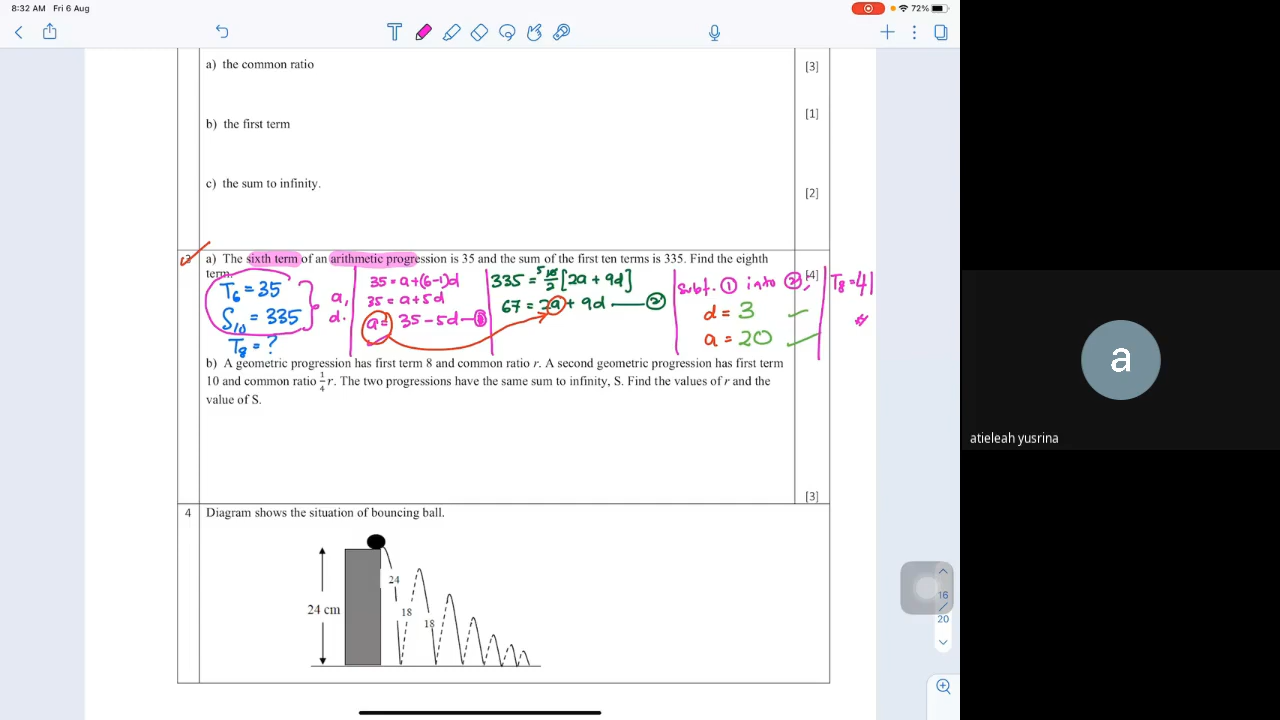 8:32 AM Fri 6 Aug
72%
a) the common ratio
[3]
[1]
b) the first term
c) the sum to infinity.
[2]
a) The sixth term of an arithmetic progression is 35 and the sum of the first ten terms is 335. Find the eighth
term.
[4]
T₆ = 35
S₁₀ = 335
T₈ = ?
a,
d.
35 = a+(6-1)d
35 = a+5d
a = 35-5d
335 = 10/2 [2a + 9d]
5
67 = 2a + 9d — ②
subt. ① into ②,
d = 3
a = 20
T₈ = 41
b) A geometric progression has first term 8 and common ratio r. A second geometric progression has first term
10 and common ratio 1/4 r. The two progressions have the same sum to infinity, S. Find the values of r and the
value of S.
[3]
4
Diagram shows the situation of bouncing ball.
24
24 cm
18
18
16
/
20
a
atieleah yusrina